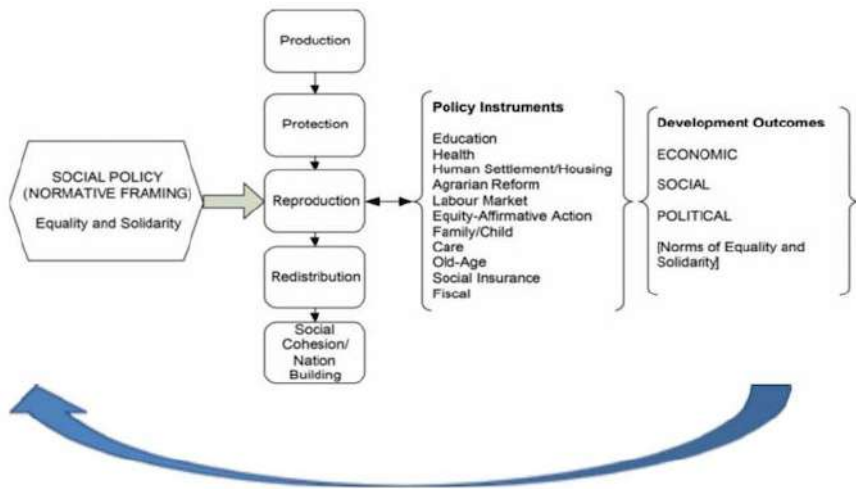 Production
Protection
SOCIAL POLICY
(NORMATIVE FRAMING)
Equality and Solidarity
Reproduction
Redistribution
Social
Cohesion/
Nation
Building
Policy Instruments
Education
Health
Human Settlement/Housing
Agrarian Reform
Labour Market
Equity-Affirmative Action
Family/Child
Care
Old-Age
Social Insurance
Fiscal
Development Outcomes
ECONOMIC
SOCIAL
POLITICAL
[Norms of Equality and
Solidarity]